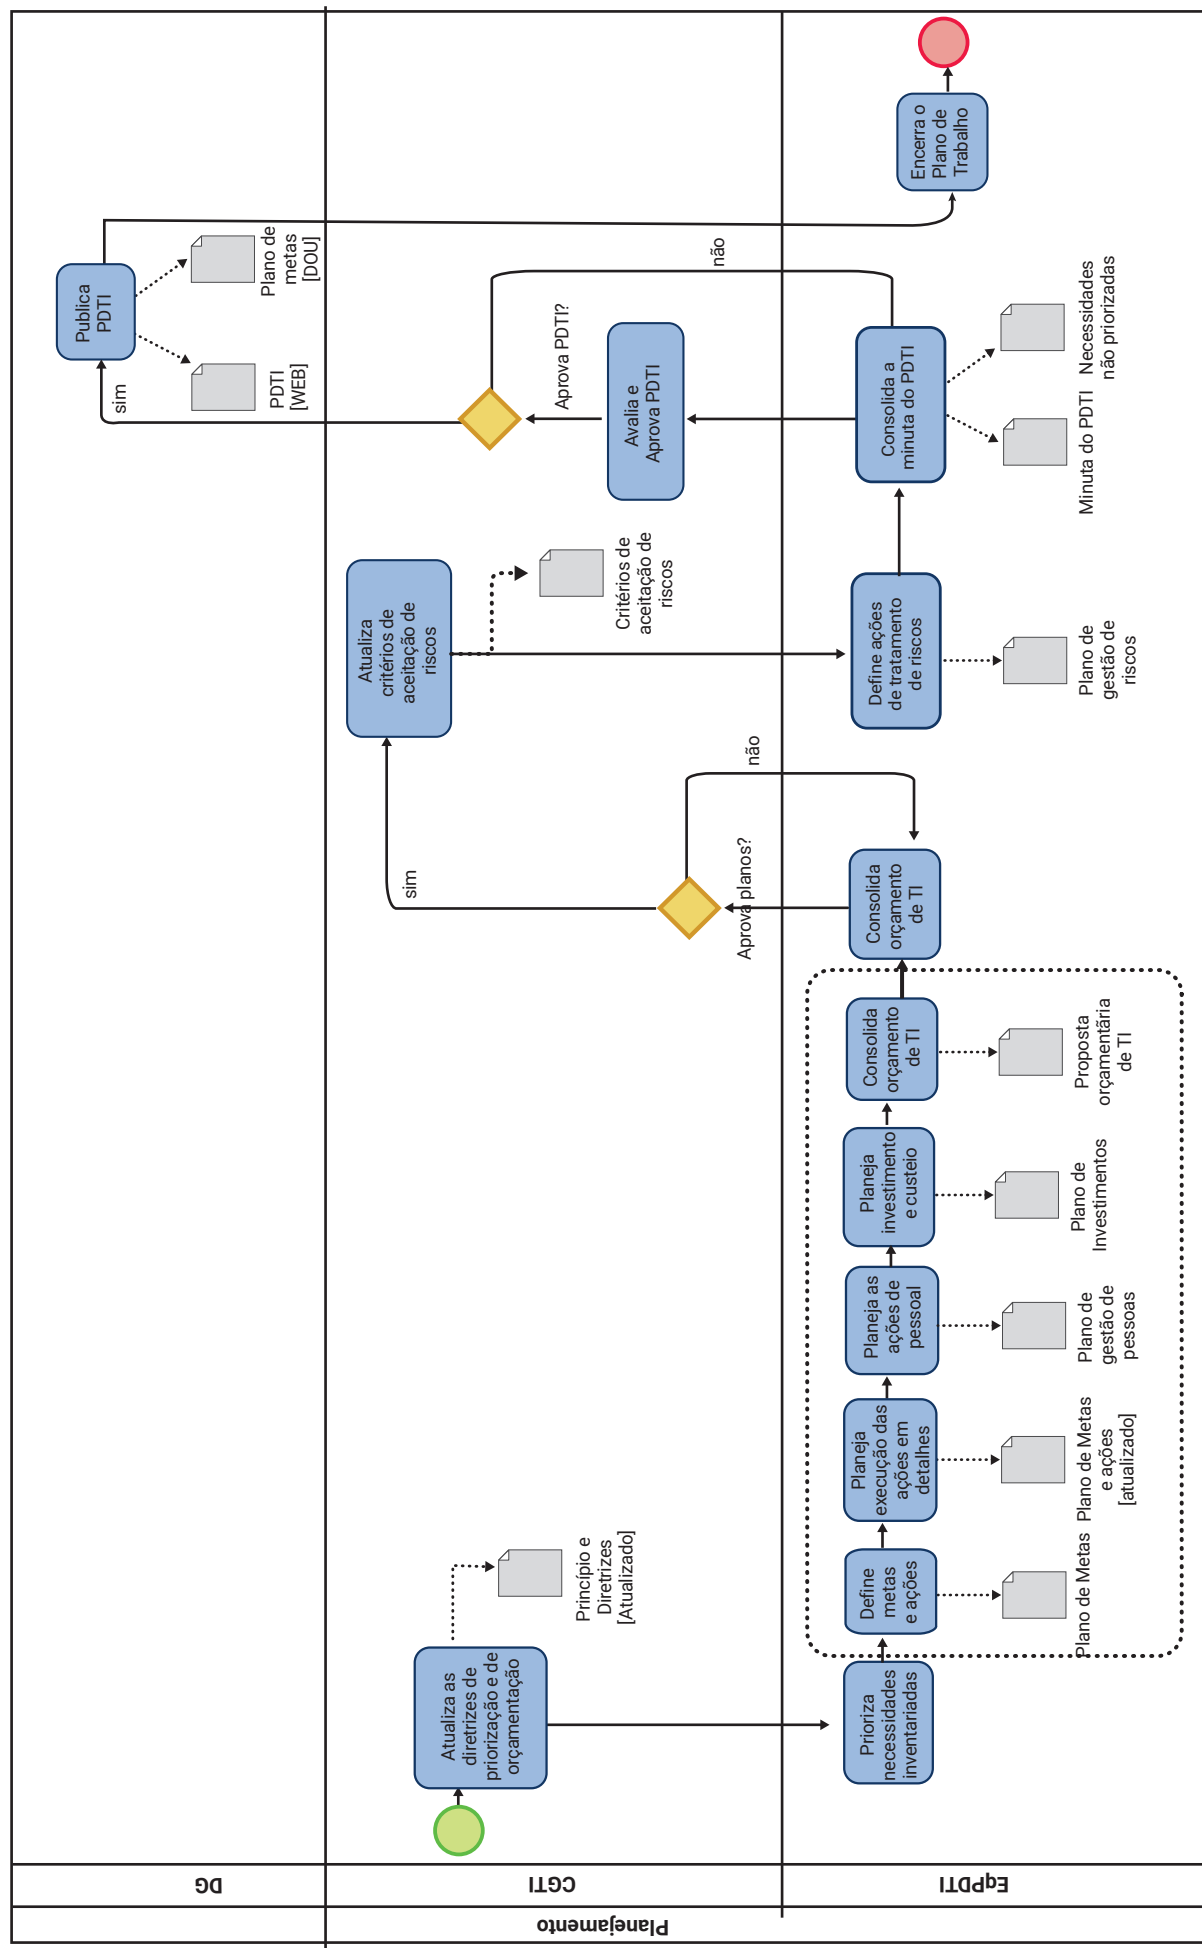 Planejamento
DG
CGTI
EqPDTI
Publica
PDTI
sim
PDTI
[WEB]
Plano de
metas
[DOU]
Atualiza as
diretrizes de
priorização e de
orçamentação
Princípio e
Diretrizes
[Atualizado]
sim
Aprova planos?
não
Atualiza
critérios de
aceitação de
riscos
Critérios de
aceitação de
riscos
Avalia e
Aprova PDTI
Aprova PDTI?
não
Prioriza
necessidades
inventariadas
Define
metas
e ações
Plano de Metas
Planeja
execução das
ações em
detalhes
Plano de Metas
e ações
[atualizado]
Planeja as
ações de
pessoal
Plano de
gestão de
pessoas
Planeja
investimento
e custeio
Plano de
Investimentos
Consolida
orçamento
de TI
Proposta
orçamentária
de TI
Consolida
orçamento
de TI
Define ações
de tratamento
de riscos
Plano de
gestão de
riscos
Consolida a
minuta do PDTI
Minuta do PDTI
Necessidades
não priorizadas
Encerra o
Plano de
Trabalho